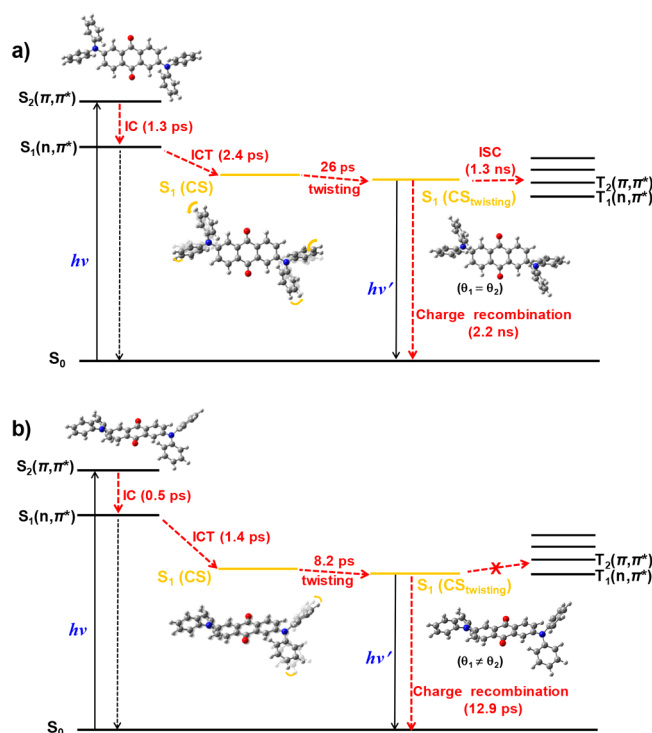 a)
S₂(π,π*)
IC (1.3 ps)
S₁(n,π*)
ICT (2.4 ps)
S₁ (CS)
26 ps
twisting
S₁ (CStwisting)
ISC
(1.3 ns)
T₂(π,π*)
T₁(n,π*)
hν
hν′
(θ₁ = θ₂)
Charge recombination
(2.2 ns)
S₀
b)
S₂(π,π*)
IC (0.5 ps)
S₁(n,π*)
ICT (1.4 ps)
S₁ (CS)
8.2 ps
twisting
S₁ (CStwisting)
T₂(π,π*)
T₁(n,π*)
hν
hν′
(θ₁ ≠ θ₂)
Charge recombination
(12.9 ps)
S₀